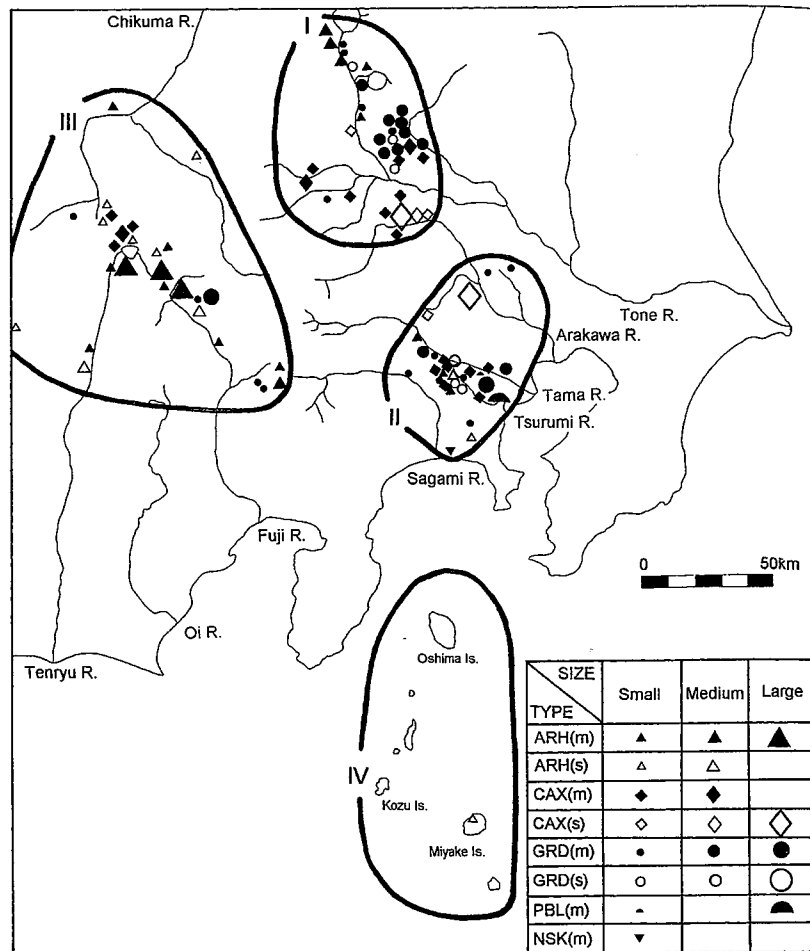 Chikuma R.
I
III
Tone R.
Arakawa R.
Tama R.
II
Tsurumi R.
Sagami R.
Fuji R.
0 50km
Oi R.
Oshima Is.
Tenryu R.
SIZE
TYPE Small Medium Large
ARH(m)
ARH(s)
IV
CAX(m)
Kozu Is.
CAX(s)
Miyake Is.
GRD(m)
GRD(s)
PBL(m)
NSK(m)